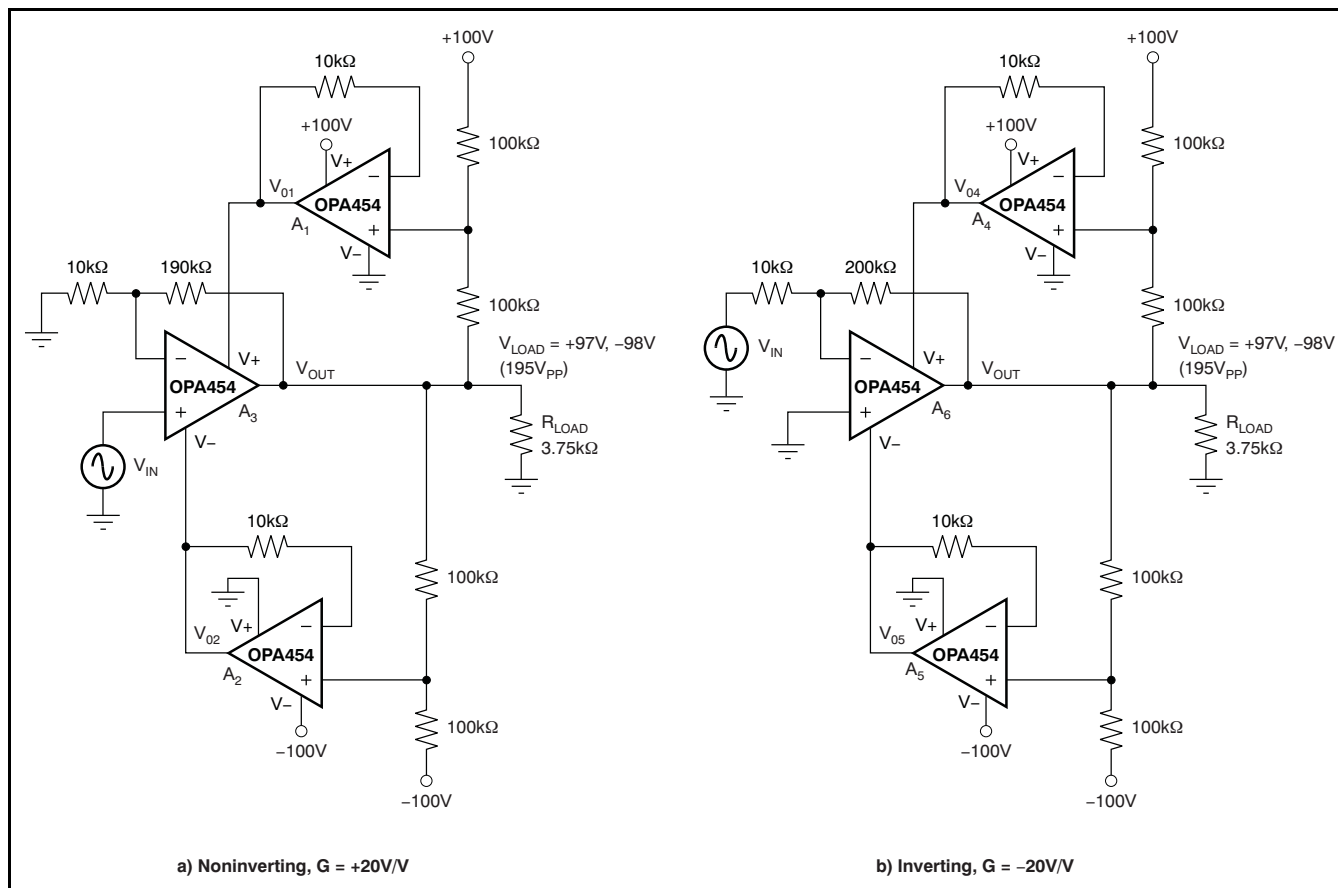 +100V
10kΩ
+100V
V+
100kΩ
V01
−
OPA454
A1
+
V−
10kΩ
190kΩ
100kΩ
VLOAD = +97V, −98V
(195VPP)
−
V+
OPA454
VOUT
A3
+
V−
RLOAD
3.75kΩ
VIN
10kΩ
100kΩ
V+
−
V02
OPA454
A2
+
V−
100kΩ
−100V
−100V
a) Noninverting, G = +20V/V
+100V
10kΩ
+100V
V+
100kΩ
V04
−
OPA454
A4
+
V−
10kΩ
200kΩ
100kΩ
VLOAD = +97V, −98V
(195VPP)
VIN
−
V+
OPA454
VOUT
A6
+
V−
RLOAD
3.75kΩ
10kΩ
100kΩ
V+
−
V05
OPA454
A5
+
V−
100kΩ
−100V
−100V
b) Inverting, G = −20V/V